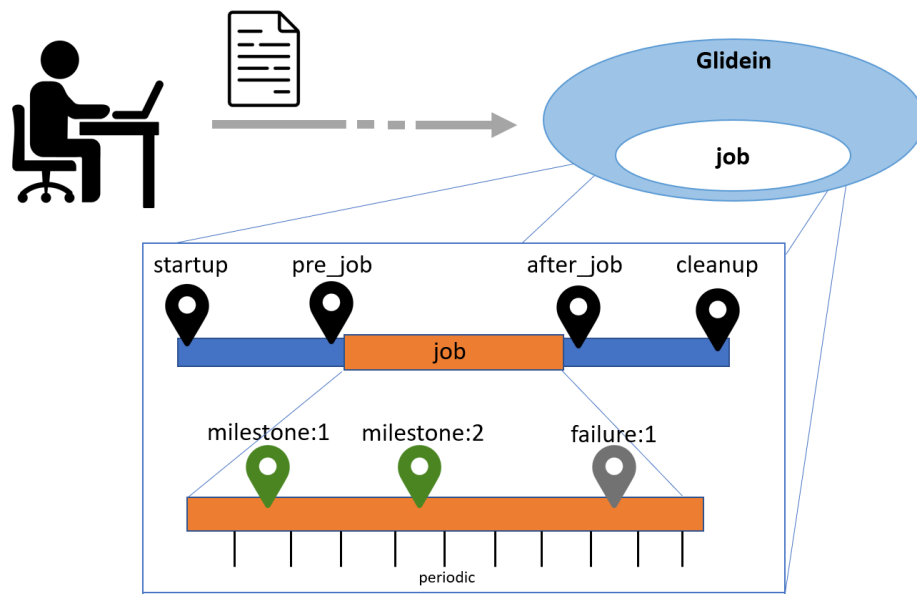 Glidein
job
startup pre_job after_job cleanup
job
milestone:1 milestone:2 failure:1
periodic